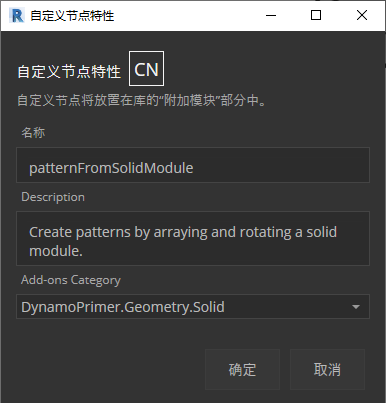 自定义节点特性
自定义节点特性 CN
自定义节点将放置在库的“附加模块”部分中。
名称
patternFromSolidModule
Description
Create patterns by arraying and rotating a solid
module.
Add-ons Category
DynamoPrimer.Geometry.Solid
确定 取消